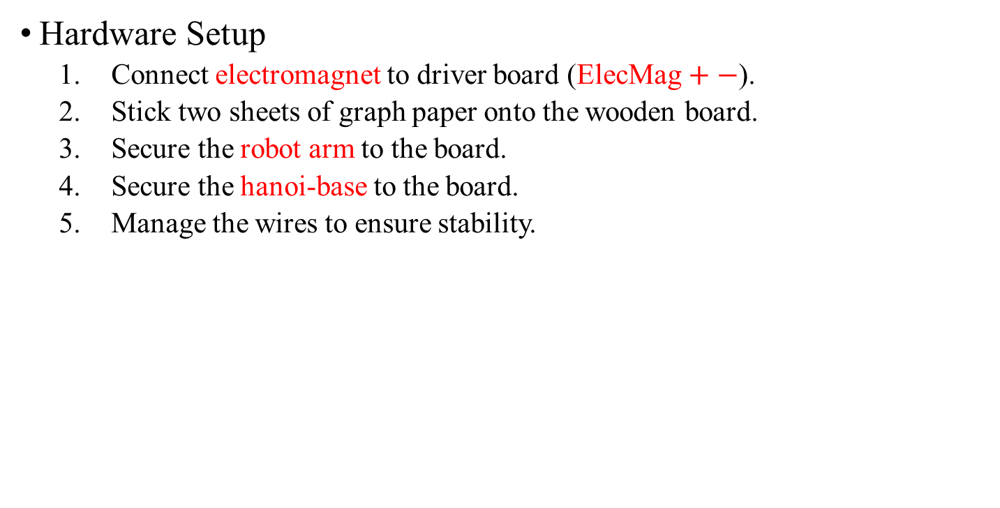 • Hardware Setup
1. Connect electromagnet to driver board (ElecMag + −).
2. Stick two sheets of graph paper onto the wooden board.
3. Secure the robot arm to the board.
4. Secure the hanoi-base to the board.
5. Manage the wires to ensure stability.